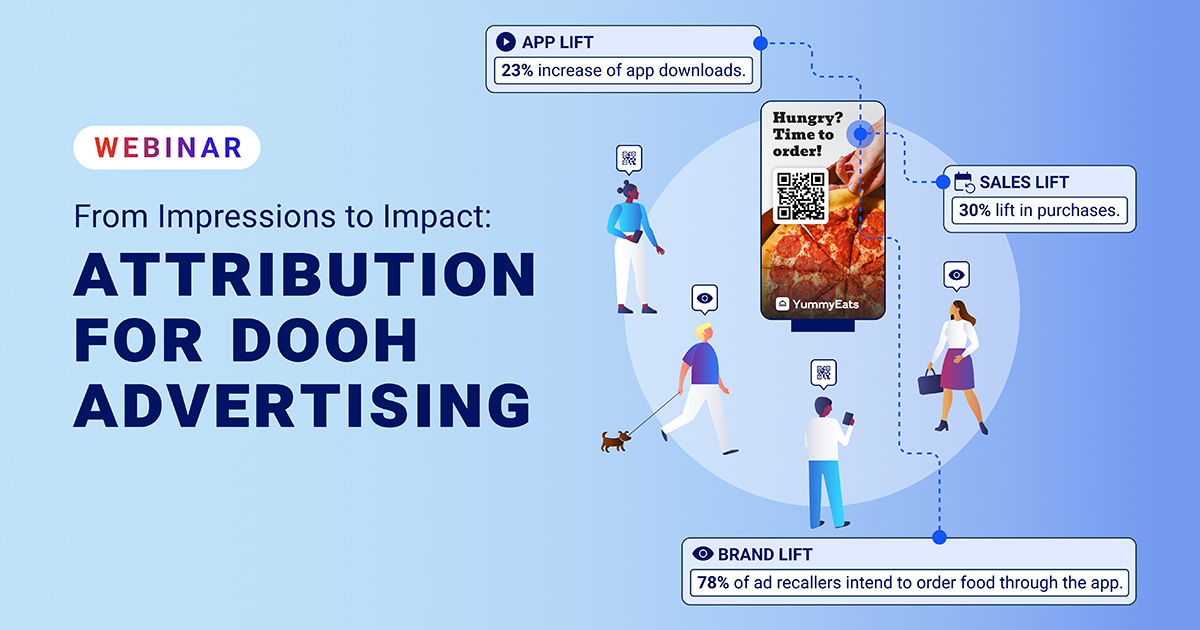 WEBINAR
From Impressions to Impact:
ATTRIBUTION
FOR DOOH
ADVERTISING
APP LIFT
23% increase of app downloads.
Hungry?
Time to
order!
YummyEats
SALES LIFT
30% lift in purchases.
BRAND LIFT
78% of ad recallers intend to order food through the app.